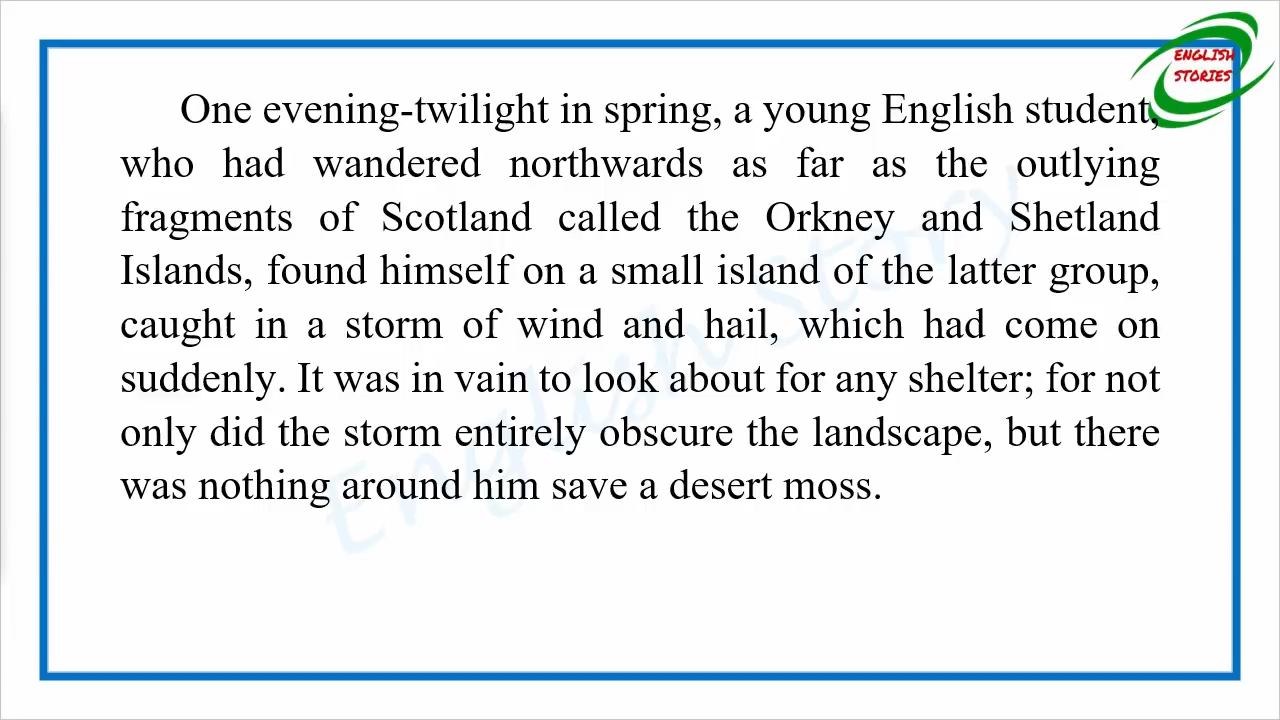 ENGLISH
STORIES
One evening-twilight in spring, a young English student,
who had wandered northwards as far as the outlying
fragments of Scotland called the Orkney and Shetland
Islands, found himself on a small island of the latter group,
caught in a storm of wind and hail, which had come on
suddenly. It was in vain to look about for any shelter; for not
only did the storm entirely obscure the landscape, but there
was nothing around him save a desert moss.
English Story